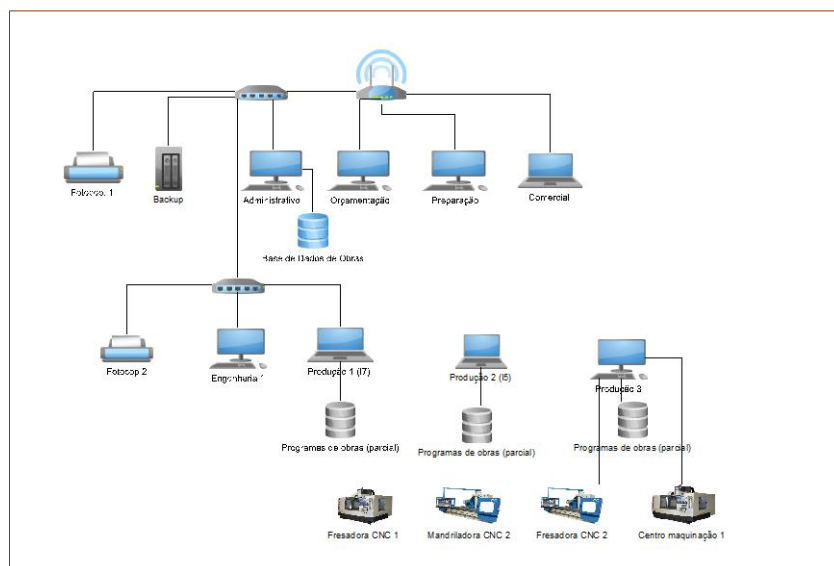 Fotocop. 1
Backup
Administrativo
Orçamentação
Preparação
Comercial
Base de Dados de Obras
Fotocop 2
Engenharia 1
Produção 1 (I7)
Produção 2 (I5)
Produção 3
Programas de obras (parcial)
Programas de obras (parcial)
Programas de obras (parcial)
Fresadora CNC 1
Mandriladora CNC 2
Fresadora CNC 2
Centro maquinação 1